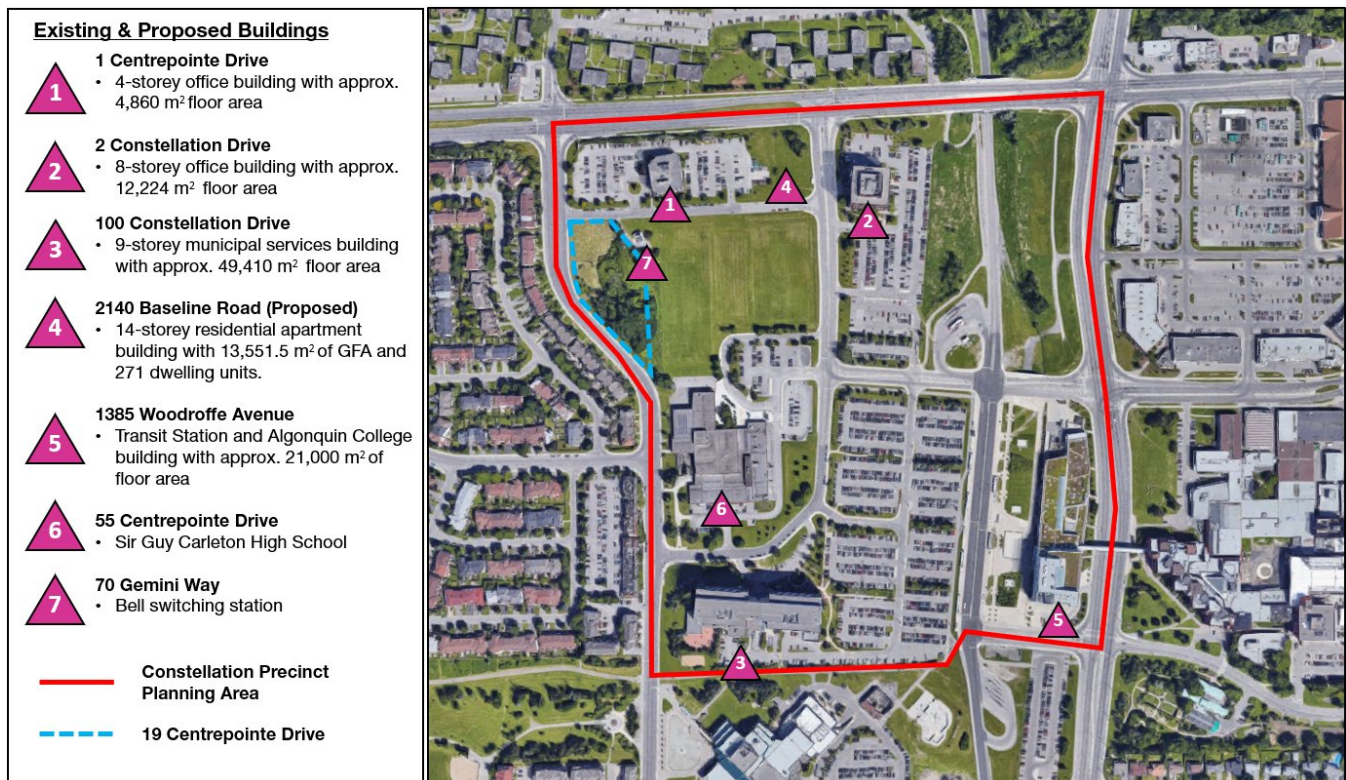 Existing & Proposed Buildings
1
1 Centrepointe Drive
• 4-storey office building with approx.
4,860 m² floor area
2
2 Constellation Drive
• 8-storey office building with approx.
12,224 m² floor area
3
100 Constellation Drive
• 9-storey municipal services building
with approx. 49,410 m² floor area
4
2140 Baseline Road (Proposed)
• 14-storey residential apartment
building with 13,551.5 m² of GFA and
271 dwelling units.
5
1385 Woodroffe Avenue
• Transit Station and Algonquin College
building with approx. 21,000 m² of
floor area
6
55 Centrepointe Drive
• Sir Guy Carleton High School
7
70 Gemini Way
• Bell switching station
Constellation Precinct
Planning Area
19 Centrepointe Drive
4
1
2
7
6
5
3